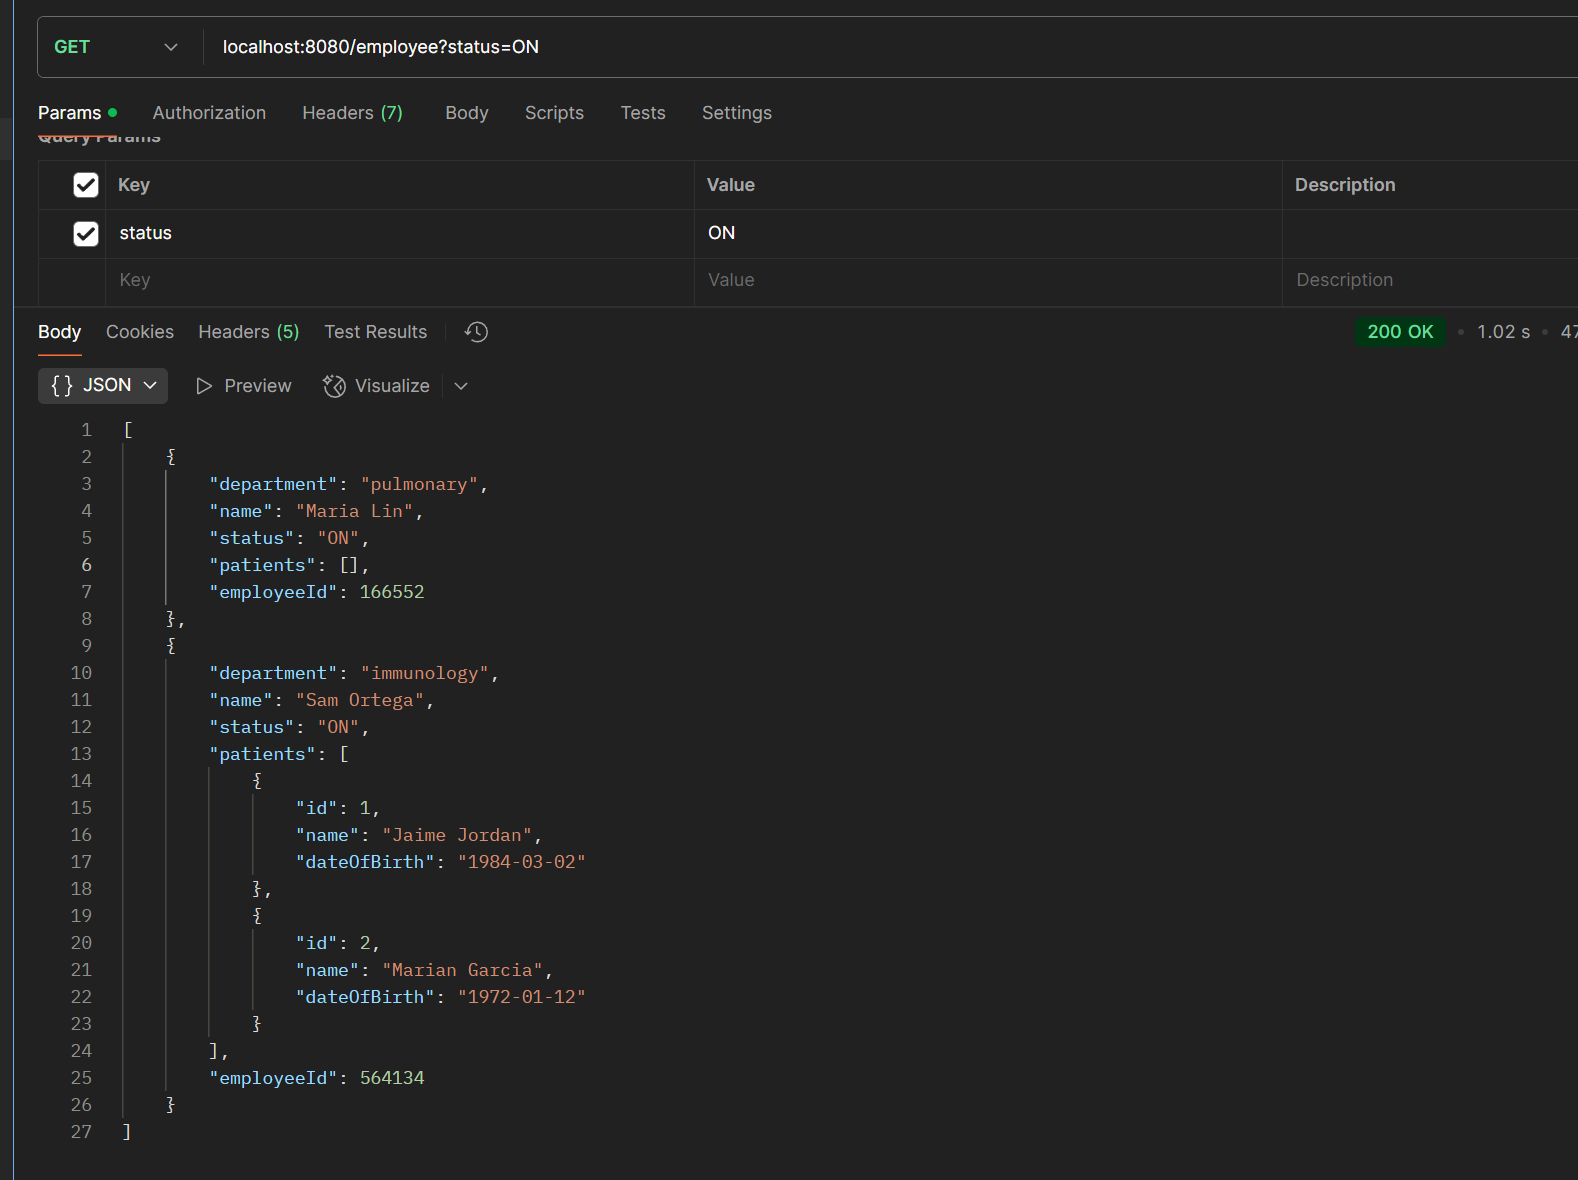 GET localhost:8080/employee?status=ON
Params Authorization Headers (7) Body Scripts Tests Settings
Query Params
Key Value Description
status ON
Key Value Description
Body Cookies Headers (5) Test Results 200 OK • 1.02 s • 47
{} JSON Preview Visualize
1 [
2 {
3 "department": "pulmonary",
4 "name": "Maria Lin",
5 "status": "ON",
6 "patients": [],
7 "employeeId": 166552
8 },
9 {
10 "department": "immunology",
11 "name": "Sam Ortega",
12 "status": "ON",
13 "patients": [
14 {
15 "id": 1,
16 "name": "Jaime Jordan",
17 "dateOfBirth": "1984-03-02"
18 },
19 {
20 "id": 2,
21 "name": "Marian Garcia",
22 "dateOfBirth": "1972-01-12"
23 }
24 ],
25 "employeeId": 564134
26 }
27 ]